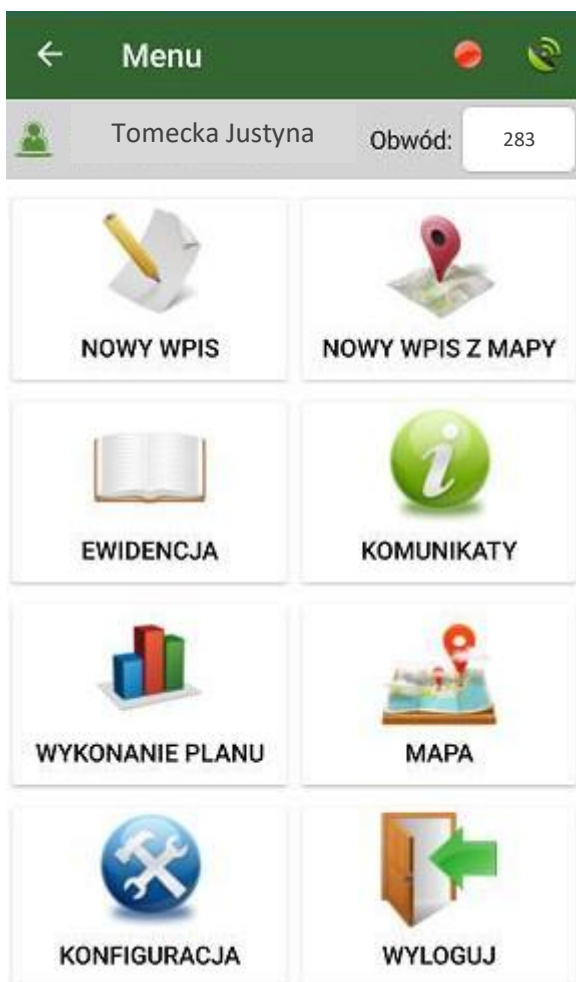 Menu
Tomecka Justyna Obwód: 283
NOWY WPIS NOWY WPIS Z MAPY
EWIDENCJA KOMUNIKATY
WYKONANIE PLANU MAPA
KONFIGURACJA WYLOGUJ